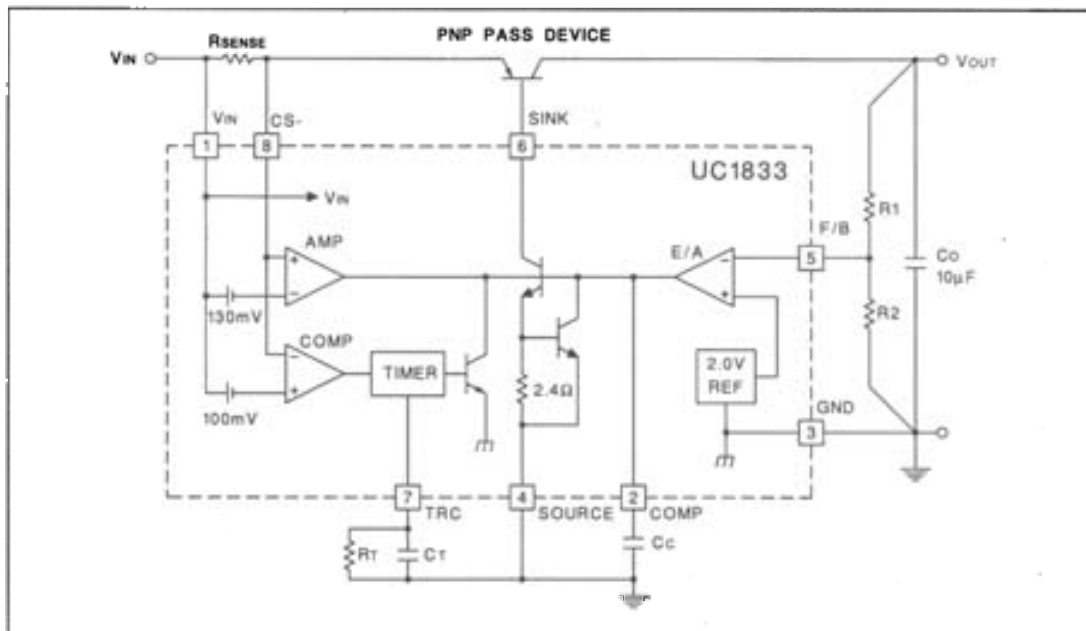 PNP PASS DEVICE
RSENSE
VIN
VOUT
VIN
CS-
SINK
1
8
6
UC1833
VIN
R1
F/B
AMP
E/A
5
+
−
−
+
CO
10µF
130mV
R2
COMP
−
+
TIMER
2.4Ω
2.0V
REF
100mV
GND
3
7
4
2
TRC
SOURCE
COMP
RT
CT
CC